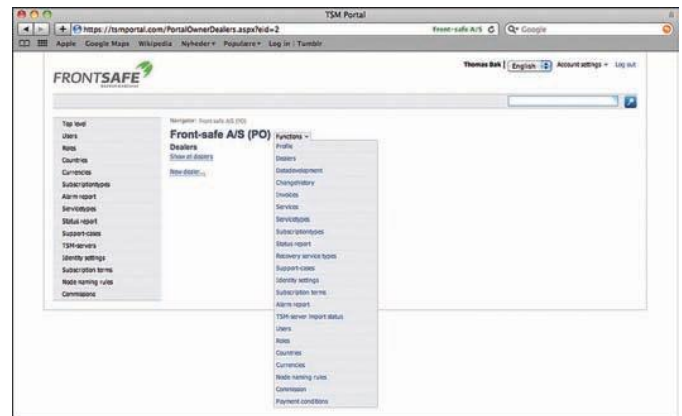 TSM Portal
https://tsmportal.com/PortalOwnerDealers.aspx?eid=2
Front-safe A/S
Google
Apple Google Maps Wikipedia Nyheder Populære Log in | Tumblr
FRONTSAFE
Thomas Bak | English Account settings Log out
Navigator: Front-safe A/S (PO)
Front-safe A/S (PO) Functions
Dealers
Show all dealers
New dealer...
Top level
Users
Roles
Countries
Currencies
Subscriptiontypes
Alarm report
Servicetypes
Status report
Support-cases
TSM-servers
Identity settings
Subscription terms
Node naming rules
Commissions
Profile
Dealers
Datadevelopment
Changehistory
Invoices
Services
Servicetypes
Subscriptiontypes
Status report
Recovery service types
Support-cases
Identity settings
Subscription terms
Alarm report
TSM-server import status
Users
Roles
Countries
Currencies
Node naming rules
Commission
Payment conditions